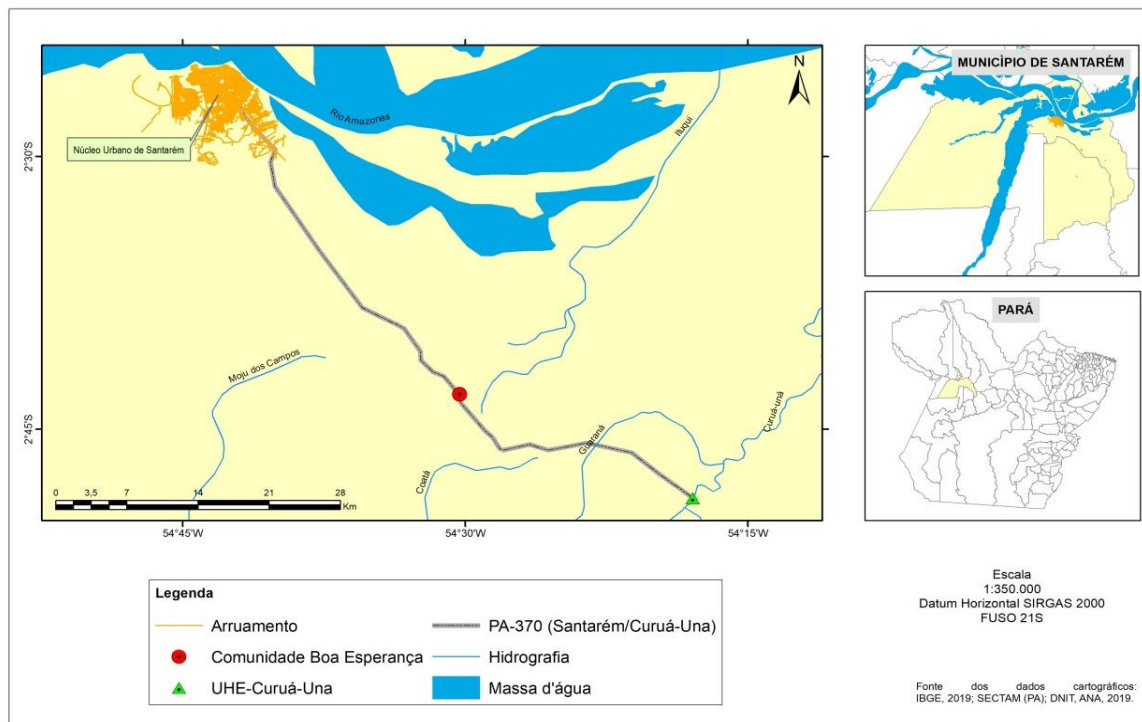 N
Rio Amazonas
Ituqui
Núcleo Urbano de Santarém
2°30'S
Moju dos Campos
2°45'S
Coatá
Guaraná
Curuá-uná
0 3,5 7 14 21 28
Km
54°45'W 54°30'W 54°15'W
MUNICÌPIO DE SANTARÉM
PARÁ
Legenda
Arruamento
Comunidade Boa Esperança
UHE-Curuá-Una
PA-370 (Santarém/Curuá-Una)
Hidrografia
Massa d'água
Escala
1:350.000
Datum Horizontal SIRGAS 2000
FUSO 21S
Fonte dos dados cartográficos:
IBGE, 2019; SECTAM (PA); DNIT, ANA, 2019.